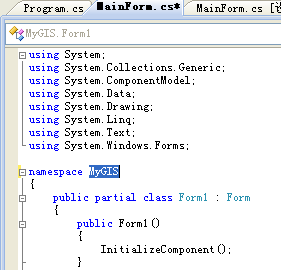 Program.cs MainForm.cs* MainForm.cs [
MyGIS.Form1
using System;
using System.Collections.Generic;
using System.ComponentModel;
using System.Data;
using System.Drawing;
using System.Linq;
using System.Text;
using System.Windows.Forms;
namespace MyGIS
{
public partial class Form1 : Form
{
public Form1()
{
InitializeComponent();
}